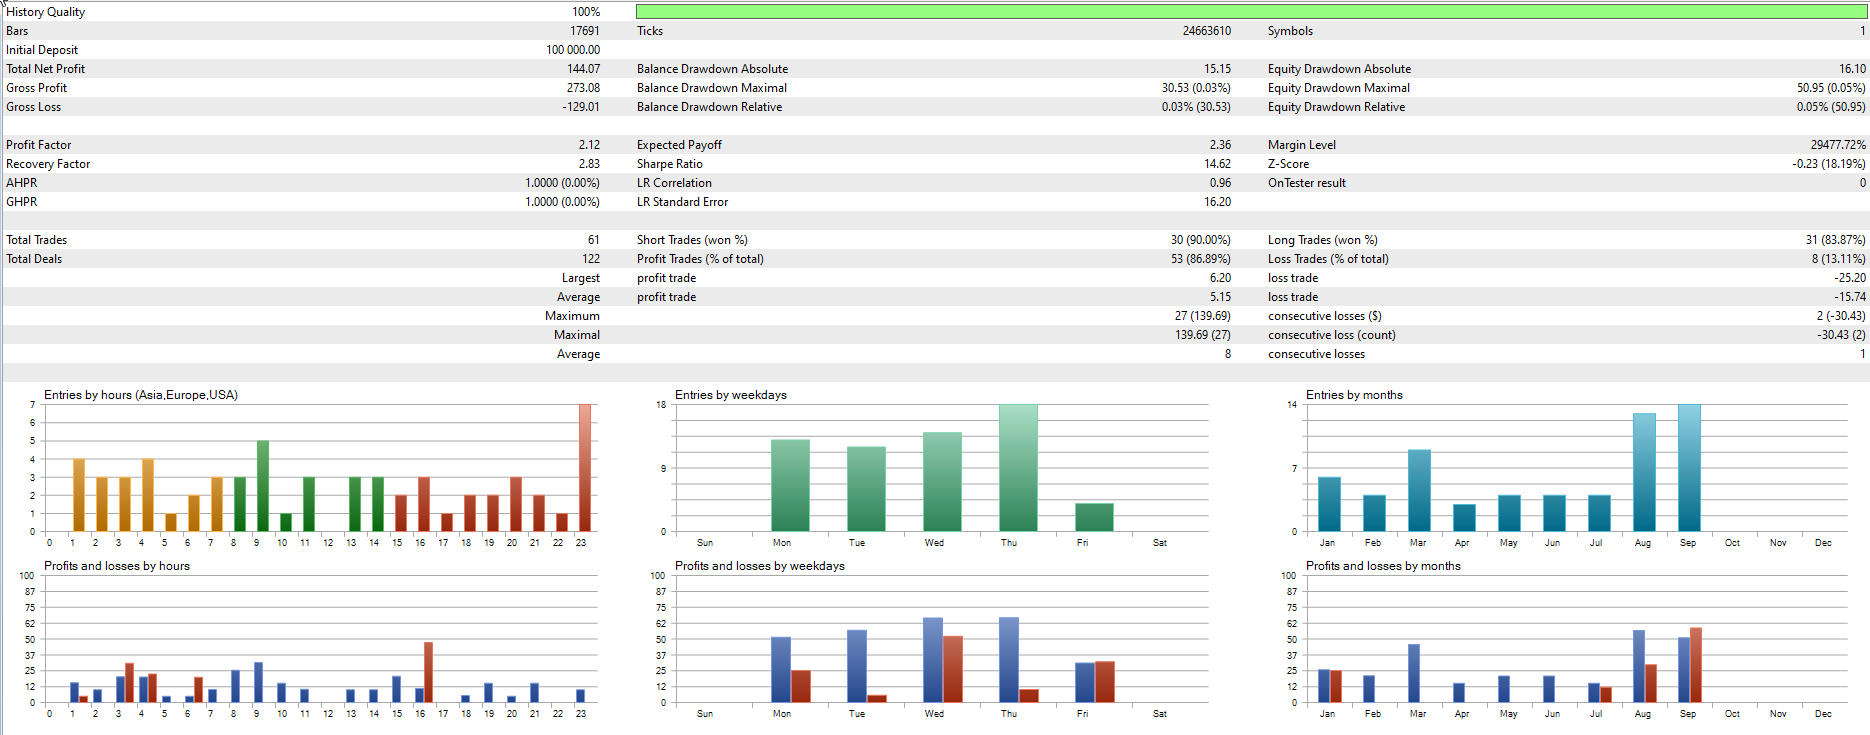 History Quality 100%
Bars 17691 Ticks 24663610 Symbols 1
Initial Deposit 100 000.00
Total Net Profit 144.07 Balance Drawdown Absolute 15.15 Equity Drawdown Absolute 16.10
Gross Profit 273.08 Balance Drawdown Maximal 30.53 (0.03%) Equity Drawdown Maximal 50.95 (0.05%)
Gross Loss -129.01 Balance Drawdown Relative 0.03% (30.53) Equity Drawdown Relative 0.05% (50.95)
Profit Factor 2.12 Expected Payoff 2.36 Margin Level 29477.72%
Recovery Factor 2.83 Sharpe Ratio 14.62 Z-Score -0.23 (18.19%)
AHPR 1.0000 (0.00%) LR Correlation 0.96 OnTester result 0
GHPR 1.0000 (0.00%) LR Standard Error 16.20
Total Trades 61 Short Trades (won %) 30 (90.00%) Long Trades (won %) 31 (83.87%)
Total Deals 122 Profit Trades (% of total) 53 (86.89%) Loss Trades (% of total) 8 (13.11%)
Largest profit trade 6.20 loss trade -25.20
Average profit trade 5.15 loss trade -15.74
Maximum 27 (139.69) consecutive losses ($) 2 (-30.43)
Maximal 139.69 (27) consecutive loss (count) -30.43 (2)
Average 8 consecutive losses 1
Entries by hours (Asia,Europe,USA)
7
6
5
4
3
2
1
0
0 1 2 3 4 5 6 7 8 9 10 11 12 13 14 15 16 17 18 19 20 21 22 23
Entries by weekdays
18
9
0
Sun Mon Tue Wed Thu Fri Sat
Entries by months
14
7
0
Jan Feb Mar Apr May Jun Jul Aug Sep Oct Nov Dec
Profits and losses by hours
100
87
75
62
50
37
25
12
0
0 1 2 3 4 5 6 7 8 9 10 11 12 13 14 15 16 17 18 19 20 21 22 23
Profits and losses by weekdays
100
87
75
62
50
37
25
12
0
Sun Mon Tue Wed Thu Fri Sat
Profits and losses by months
100
87
75
62
50
37
25
12
0
Jan Feb Mar Apr May Jun Jul Aug Sep Oct Nov Dec